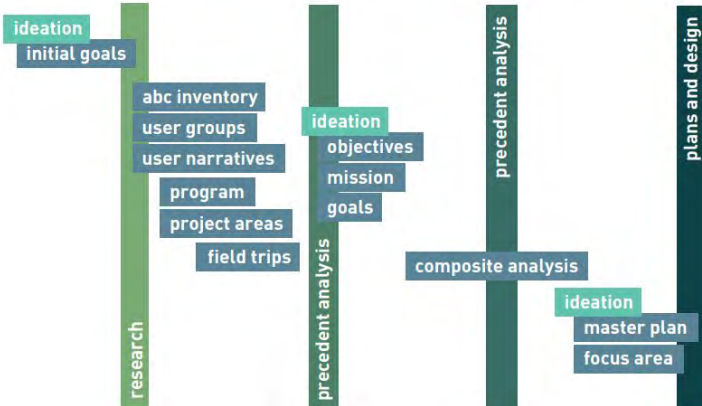 ideation
initial goals
research
abc inventory
user groups
user narratives
program
project areas
field trips
precedent analysis
ideation
objectives
mission
goals
precedent analysis
composite analysis
ideation
master plan
focus area
plans and design